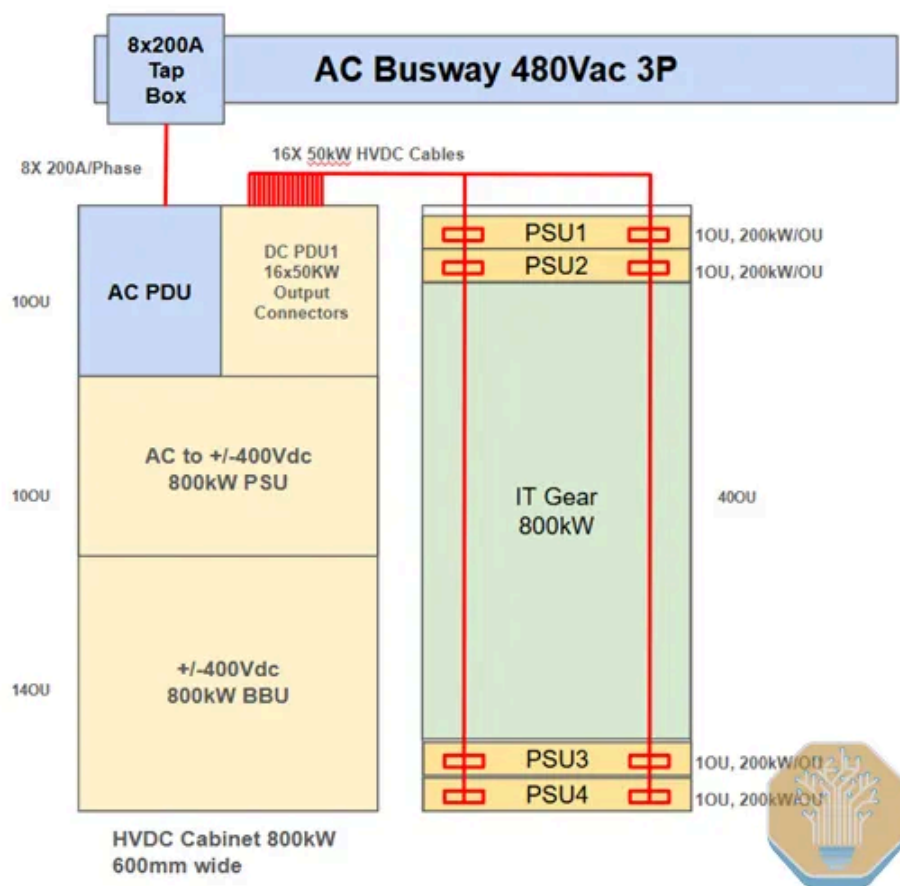 8x200A
Tap
Box
AC Busway 480Vac 3P
8X 200A/Phase
16X 50kW HVDC Cables
AC PDU
DC PDU1
16x50KW
Output
Connectors
10OU
PSU1
1OU, 200kW/OU
PSU2
1OU, 200kW/OU
AC to +/-400Vdc
800kW PSU
10OU
IT Gear
800kW
40OU
+/-400Vdc
800kW BBU
14OU
PSU3
1OU, 200kW/OU
PSU4
1OU, 200kW/OU
HVDC Cabinet 800kW
600mm wide